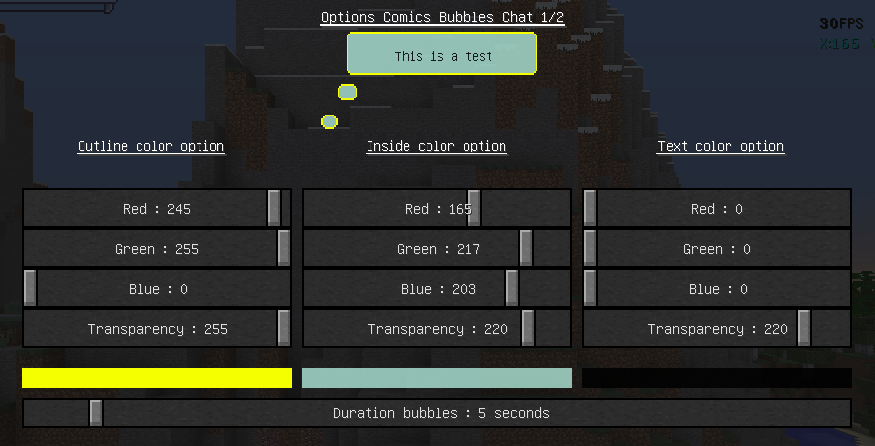 Options Comics Bubbles Chat 1/2
30FPS
X:165
This is a test
Outline color option
Inside color option
Text color option
Red : 245
Red : 165
Red : 0
Green : 255
Green : 217
Green : 0
Blue : 0
Blue : 203
Blue : 0
Transparency : 255
Transparency : 220
Transparency : 220
Duration bubbles : 5 seconds